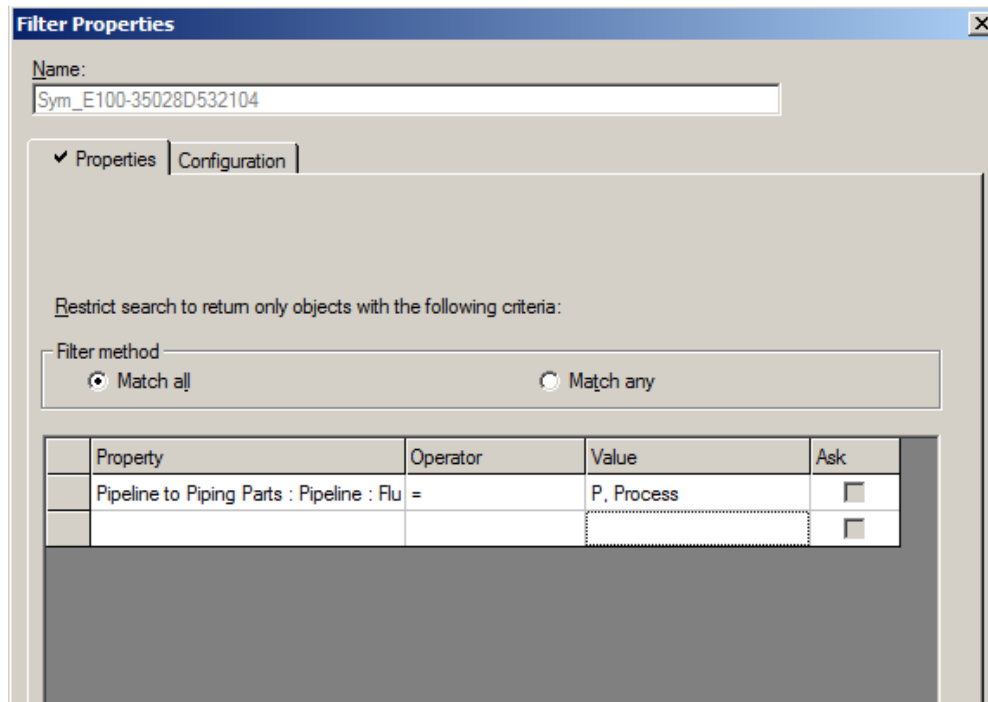 Filter Properties
Name:
Sym_E100-35028D532104
Properties Configuration
Restrict search to return only objects with the following criteria:
Filter method
Match all Match any
Property Operator Value Ask
Pipeline to Piping Parts : Pipeline : Flu = P, Process